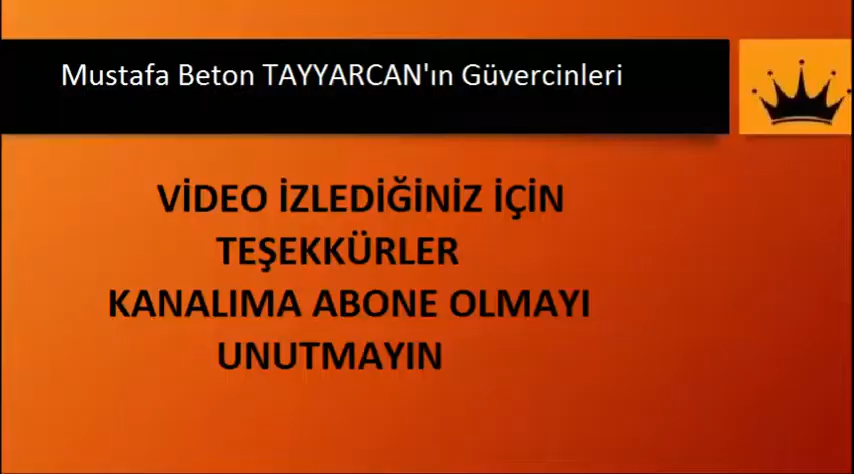 Mustafa Beton TAYYARCAN'ın Güvercinleri
VİDEO İZLEDİĞİNİZ İÇİN
TEŞEKKÜRLER
KANALIMA ABONE OLMAYI
UNUTMAYIN